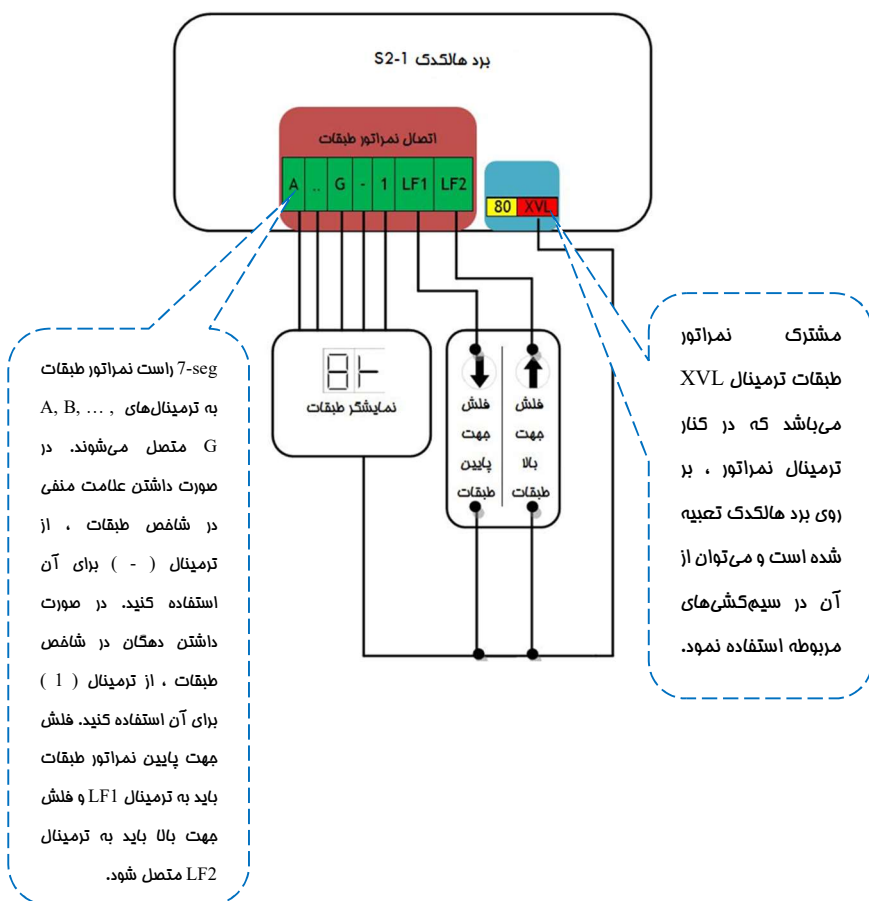 برد هالکدک S2-1
اتصال نمراتور طبقات
A .. G - 1 LF1 LF2
80 XVL
نمایشگر طبقات
فلش
جهت
پایین
طبقات
فلش
جهت
بالا
طبقات
7-seg راست نمراتور طبقات
به ترمینال‌های A, B, … ,
G متصل می‌شوند. در
صورت داشتن علامت منفی
در شاخص طبقات ، از
ترمینال ( - ) برای آن
استفاده کنید. در صورت
داشتن دهگان در شاخص
طبقات ، از ترمینال ( 1 )
برای آن استفاده کنید. فلش
جهت پایین نمراتور طبقات
باید به ترمینال LF1 و فلش
جهت بالا باید به ترمینال
LF2 متصل شود.
مشترک نمراتور
طبقات ترمینال XVL
می‌باشد که در کنار
ترمینال نمراتور ، بر
روی برد هالکدک تعبیه
شده است و می‌توان از
آن در سیم‌کشی‌های
مربوطه استفاده نمود.